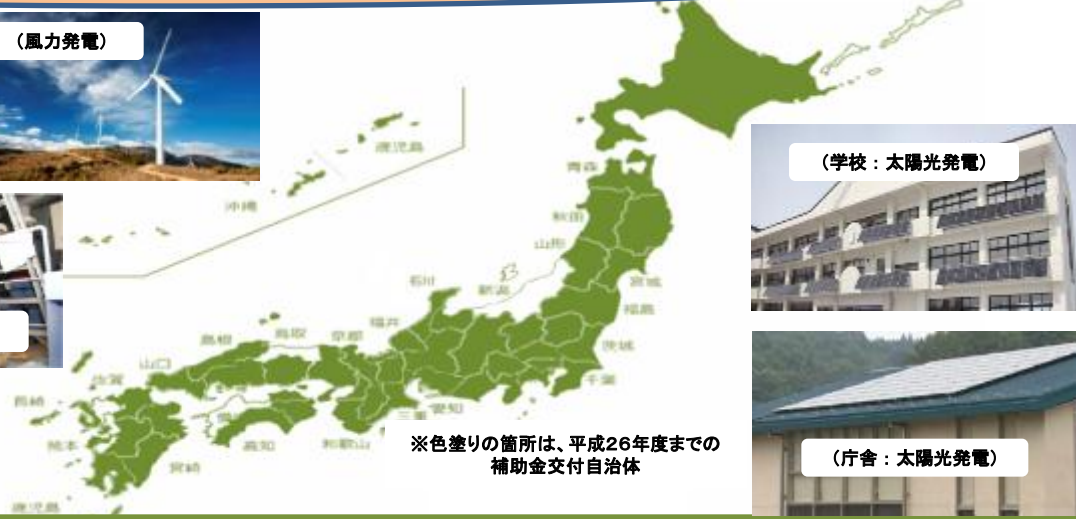 （風力発電）
鹿児島
沖縄
青森
秋田
山形
宮城
新潟
石川
福島
福井
茨城
京都
鳥取
島根
千葉
山口
佐賀
愛知
三重
長崎
高知
和歌山
熊本
宮崎
鹿児島
（学校：太陽光発電）
（庁舎：太陽光発電）
※色塗りの箇所は、平成26年度までの
補助金交付自治体